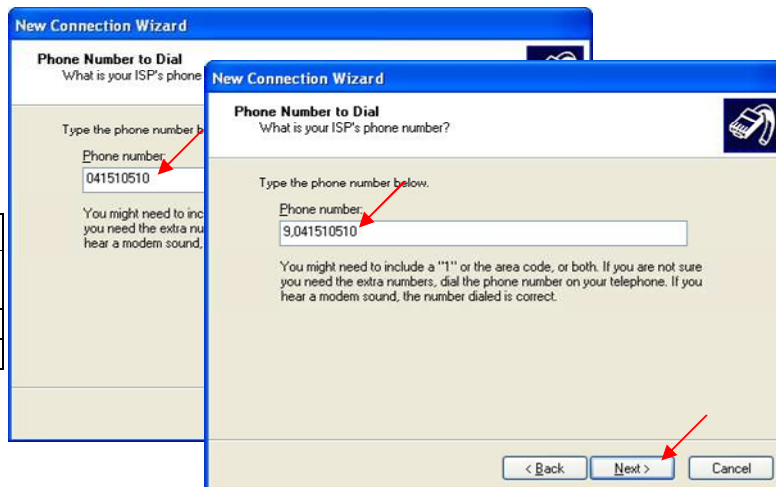 New Connection Wizard
Phone Number to Dial
What is your ISP's phone
Type the phone number b
Phone number:
041510510
You might need to inc
you need the extra nu
hear a modem sound,
New Connection Wizard
Phone Number to Dial
What is your ISP's phone number?
Type the phone number below.
Phone number:
9,041510510
You might need to include a "1" or the area code, or both. If you are not sure
you need the extra numbers, dial the phone number on your telephone. If you
hear a modem sound, the number dialed is correct.
< Back Next > Cancel